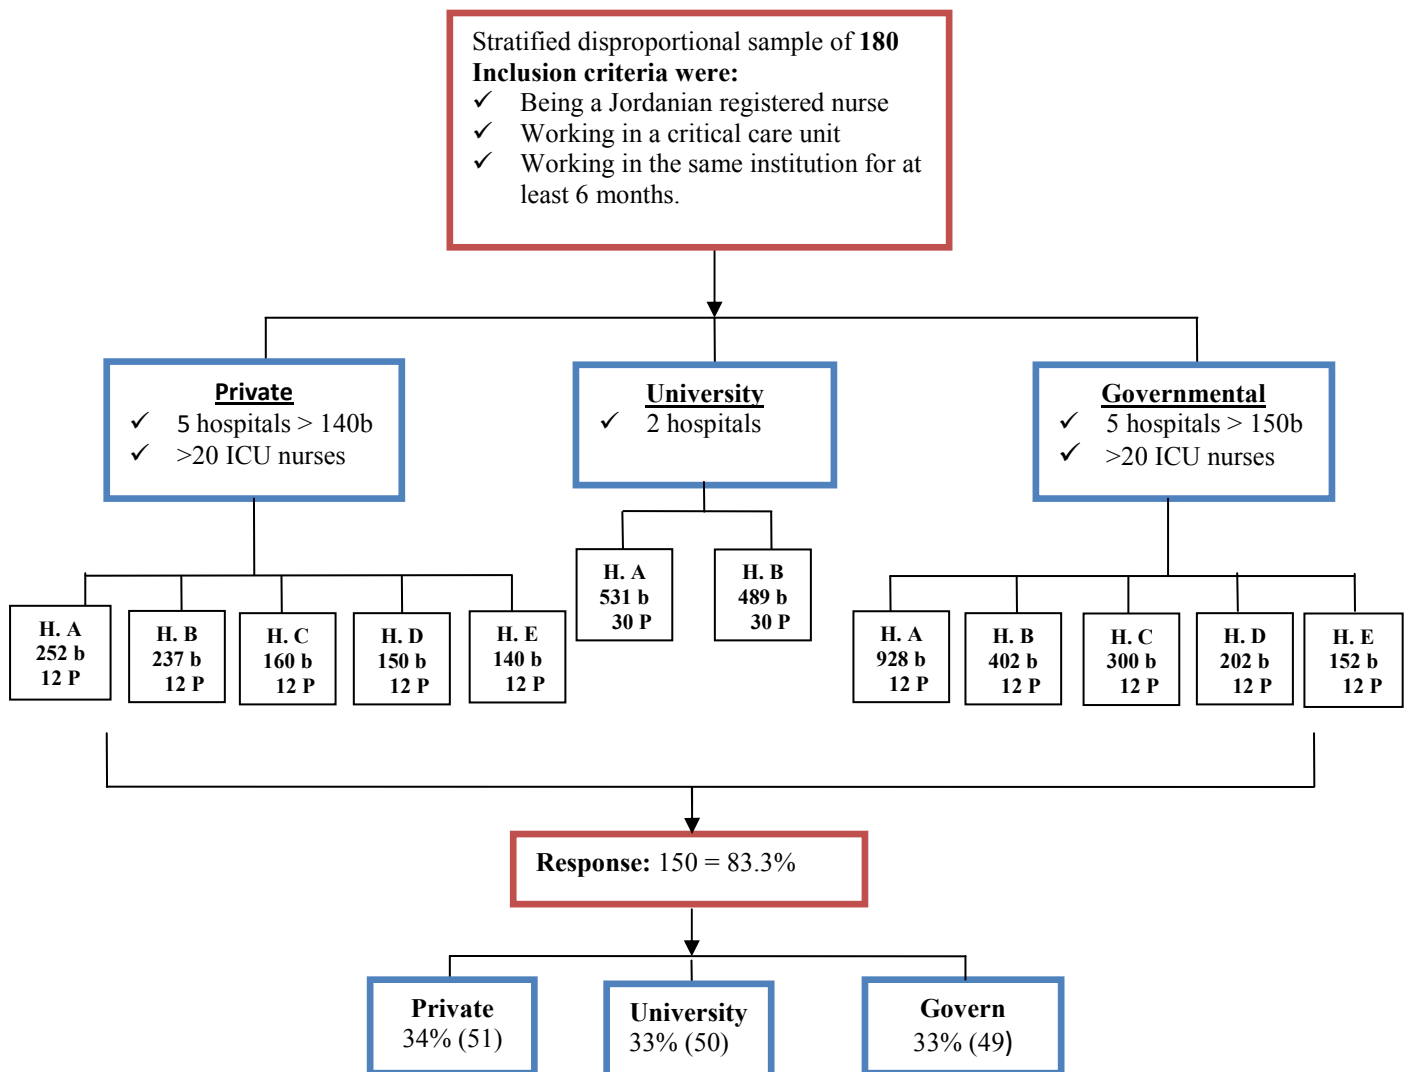 Stratified disproportional sample of 180
Inclusion criteria were:
✓ Being a Jordanian registered nurse
✓ Working in a critical care unit
✓ Working in the same institution for at
least 6 months.
Private
✓ 5 hospitals > 140b
✓ >20 ICU nurses
University
✓ 2 hospitals
Governmental
✓ 5 hospitals > 150b
✓ >20 ICU nurses
H. A
252 b
12 P
H. B
237 b
12 P
H. C
160 b
12 P
H. D
150 b
12 P
H. E
140 b
12 P
H. A
531 b
30 P
H. B
489 b
30 P
H. A
928 b
12 P
H. B
402 b
12 P
H. C
300 b
12 P
H. D
202 b
12 P
H. E
152 b
12 P
Response: 150 = 83.3%
Private
34% (51)
University
33% (50)
Govern
33% (49)